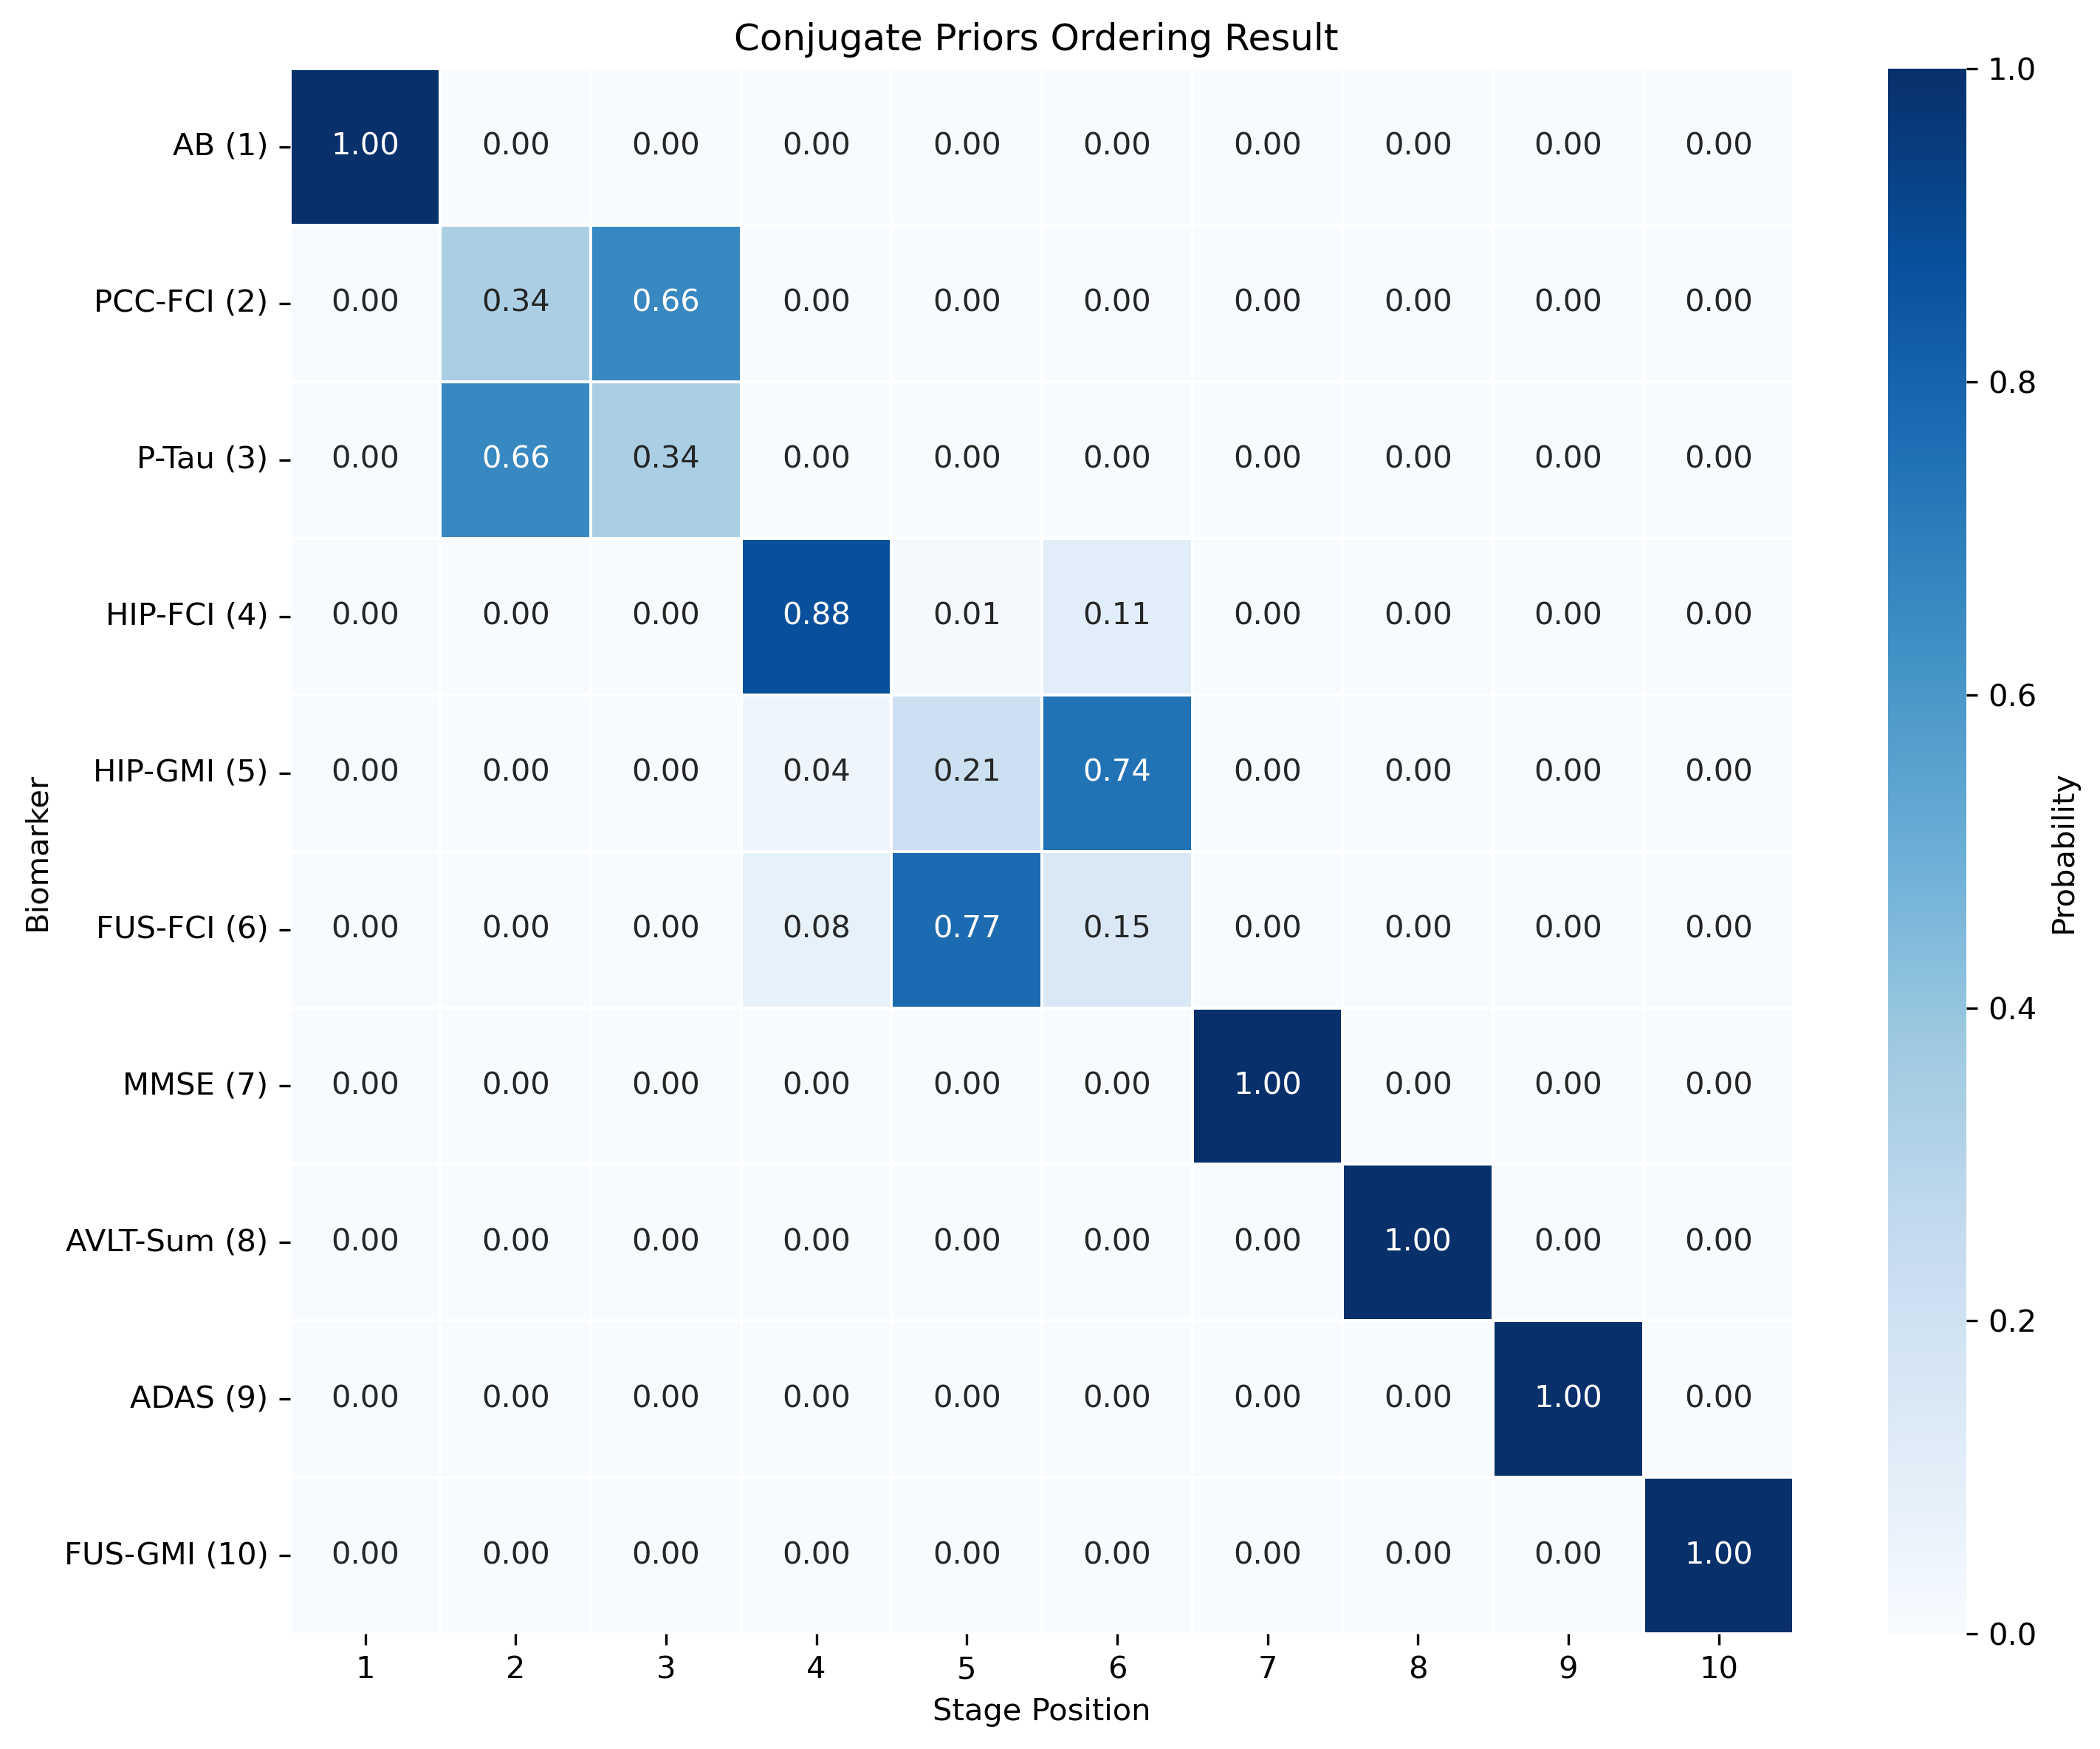 Conjugate Priors Ordering Result
AB (1) 1.00 0.00 0.00 0.00 0.00 0.00 0.00 0.00 0.00 0.00
PCC-FCI (2) 0.00 0.34 0.66 0.00 0.00 0.00 0.00 0.00 0.00 0.00
P-Tau (3) 0.00 0.66 0.34 0.00 0.00 0.00 0.00 0.00 0.00 0.00
HIP-FCI (4) 0.00 0.00 0.00 0.88 0.01 0.11 0.00 0.00 0.00 0.00
HIP-GMI (5) 0.00 0.00 0.00 0.04 0.21 0.74 0.00 0.00 0.00 0.00
FUS-FCI (6) 0.00 0.00 0.00 0.08 0.77 0.15 0.00 0.00 0.00 0.00
MMSE (7) 0.00 0.00 0.00 0.00 0.00 0.00 1.00 0.00 0.00 0.00
AVLT-Sum (8) 0.00 0.00 0.00 0.00 0.00 0.00 0.00 1.00 0.00 0.00
ADAS (9) 0.00 0.00 0.00 0.00 0.00 0.00 0.00 0.00 1.00 0.00
FUS-GMI (10) 0.00 0.00 0.00 0.00 0.00 0.00 0.00 0.00 0.00 1.00
1 2 3 4 5 6 7 8 9 10
Stage Position
Biomarker
1.0
0.8
0.6
0.4
0.2
0.0
Probability